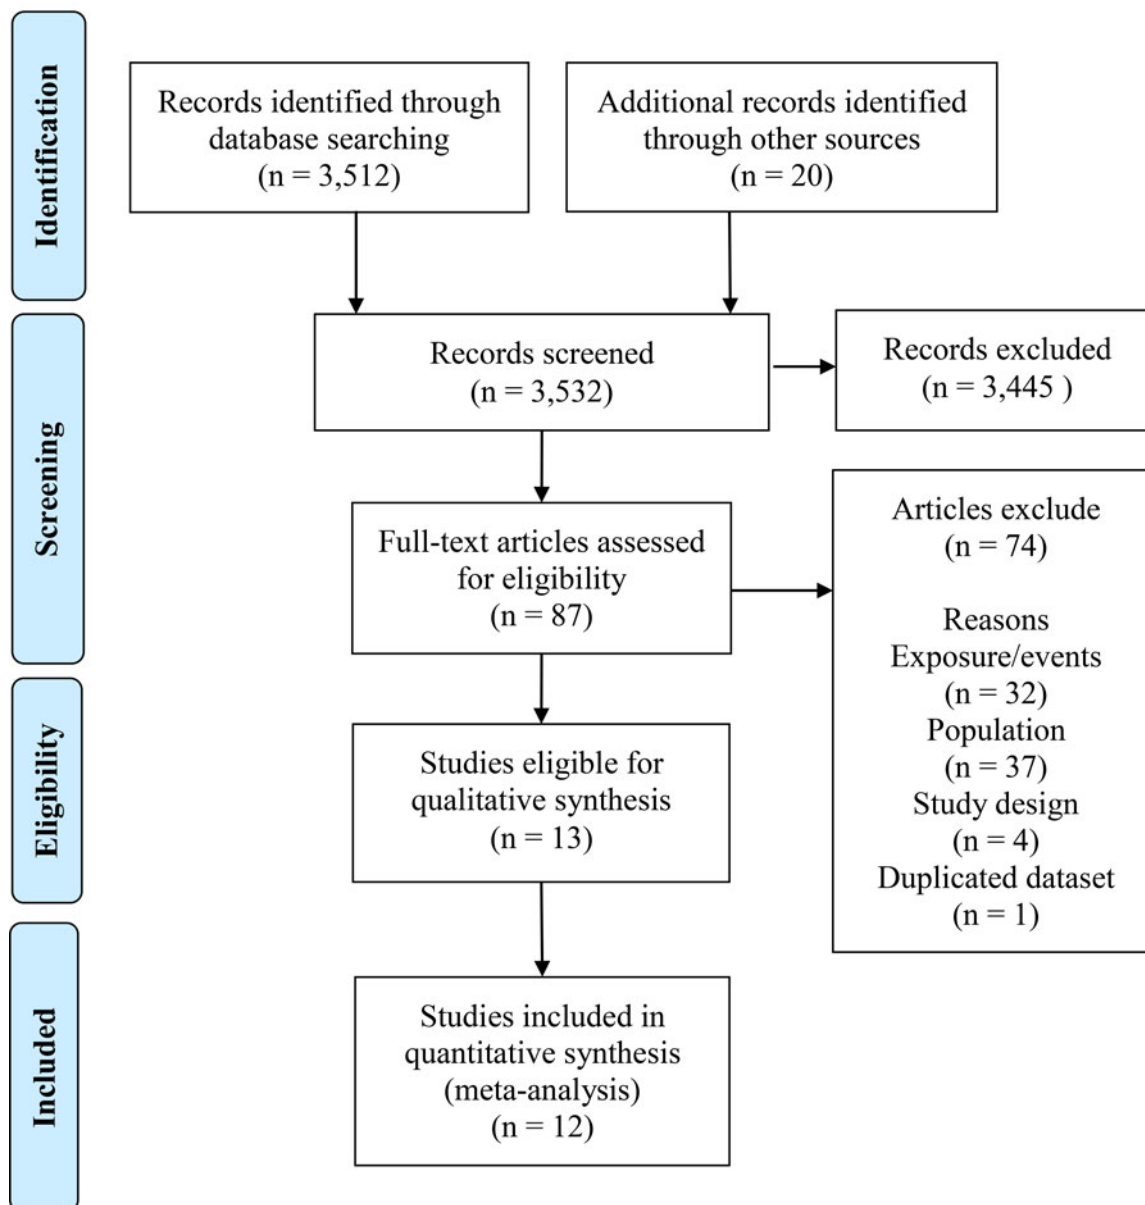 Identification
Records identified through
database searching
(n = 3,512)
Additional records identified
through other sources
(n = 20)
Screening
Records screened
(n = 3,532)
Records excluded
(n = 3,445 )
Full-text articles assessed
for eligibility
(n = 87)
Articles exclude
(n = 74)
Reasons
Exposure/events
(n = 32)
Population
(n = 37)
Study design
(n = 4)
Duplicated dataset
(n = 1)
Eligibility
Studies eligible for
qualitative synthesis
(n = 13)
Included
Studies included in
quantitative synthesis
(meta-analysis)
(n = 12)